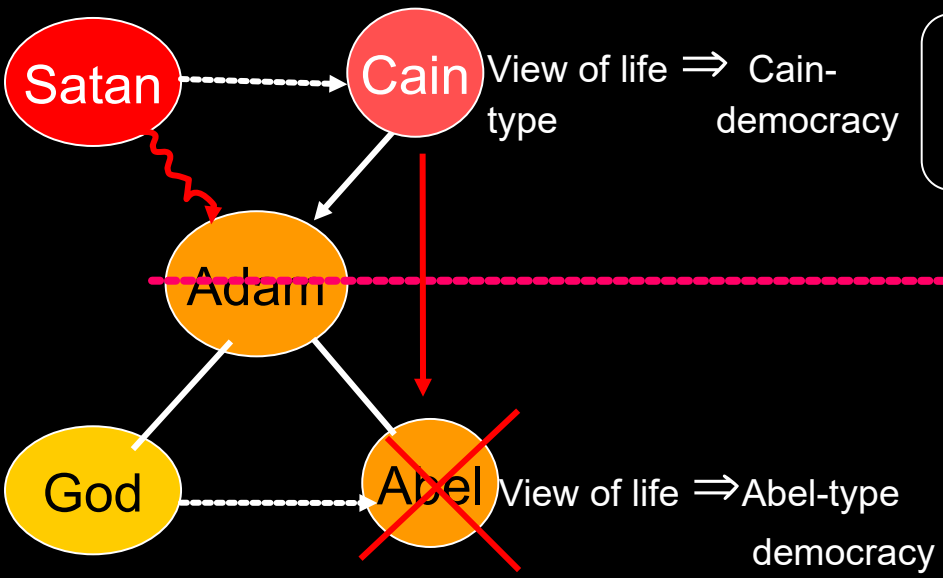 Satan
Cain
View of life ⇒ Cain-
type democracy
Adam
God
Abel
View of life ⇒Abel-type
democracy